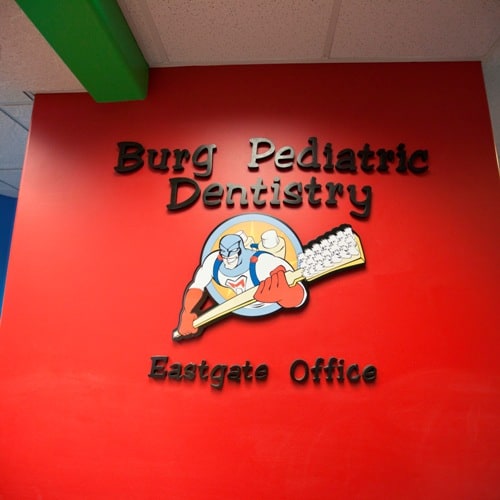 Burg Pediatric
Dentistry
Eastgate Office